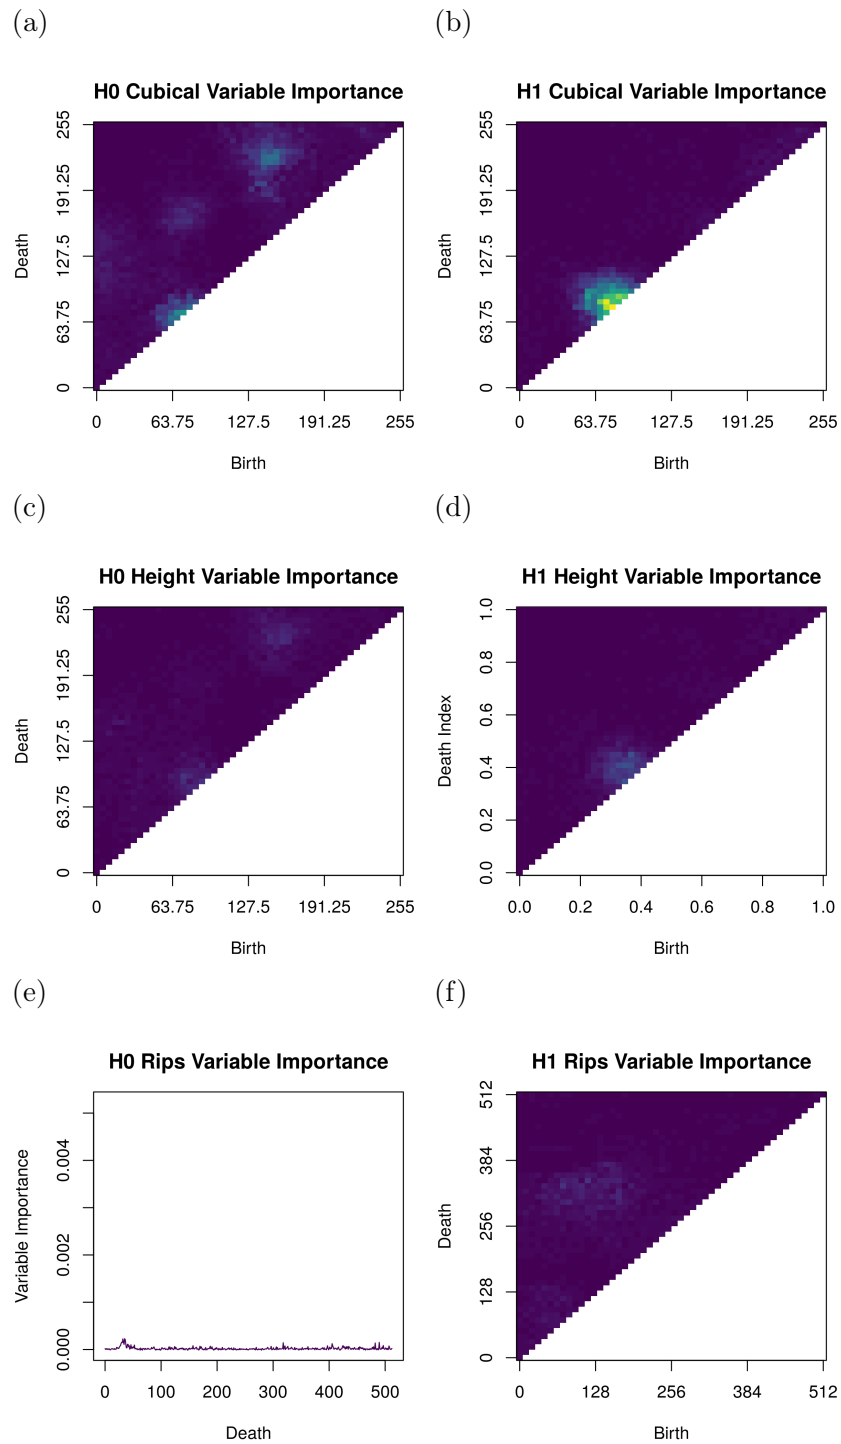 (a)
H0 Cubical Variable Importance
Death
255
191.25
127.5
63.75
0
0 63.75 127.5 191.25 255
Birth
(b)
H1 Cubical Variable Importance
Death
255
191.25
127.5
63.75
0
0 63.75 127.5 191.25 255
Birth
(c)
H0 Height Variable Importance
Death
255
191.25
127.5
63.75
0
0 63.75 127.5 191.25 255
Birth
(d)
H1 Height Variable Importance
Death Index
1.0
0.8
0.6
0.4
0.2
0.0
0.0 0.2 0.4 0.6 0.8 1.0
Birth
(e)
H0 Rips Variable Importance
Variable Importance
0.004
0.002
0.000
0 100 200 300 400 500
Death
(f)
H1 Rips Variable Importance
Death
512
384
256
128
0
0 128 256 384 512
Birth